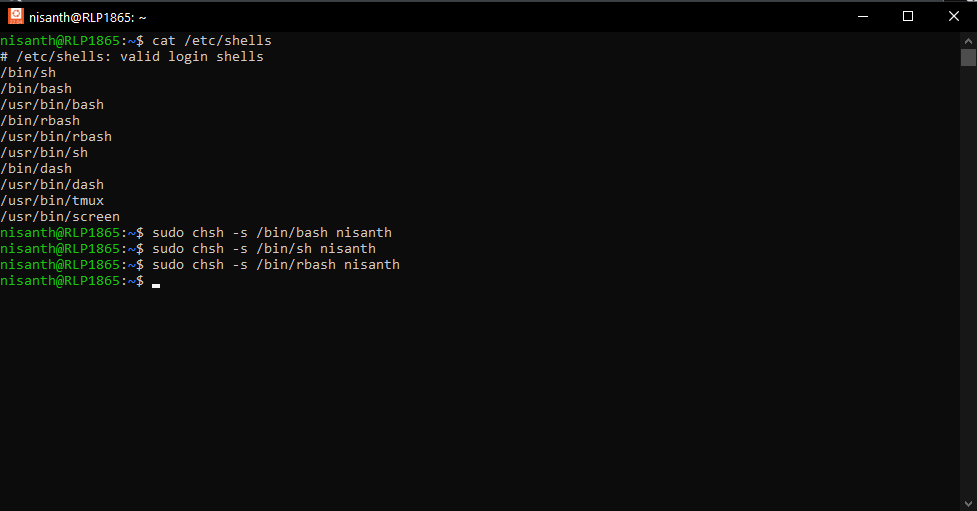 nisanth@RLP1865: ~
nisanth@RLP1865:~$ cat /etc/shells
# /etc/shells: valid login shells
/bin/sh
/bin/bash
/usr/bin/bash
/bin/rbash
/usr/bin/rbash
/usr/bin/sh
/bin/dash
/usr/bin/dash
/usr/bin/tmux
/usr/bin/screen
nisanth@RLP1865:~$ sudo chsh -s /bin/bash nisanth
nisanth@RLP1865:~$ sudo chsh -s /bin/sh nisanth
nisanth@RLP1865:~$ sudo chsh -s /bin/rbash nisanth
nisanth@RLP1865:~$